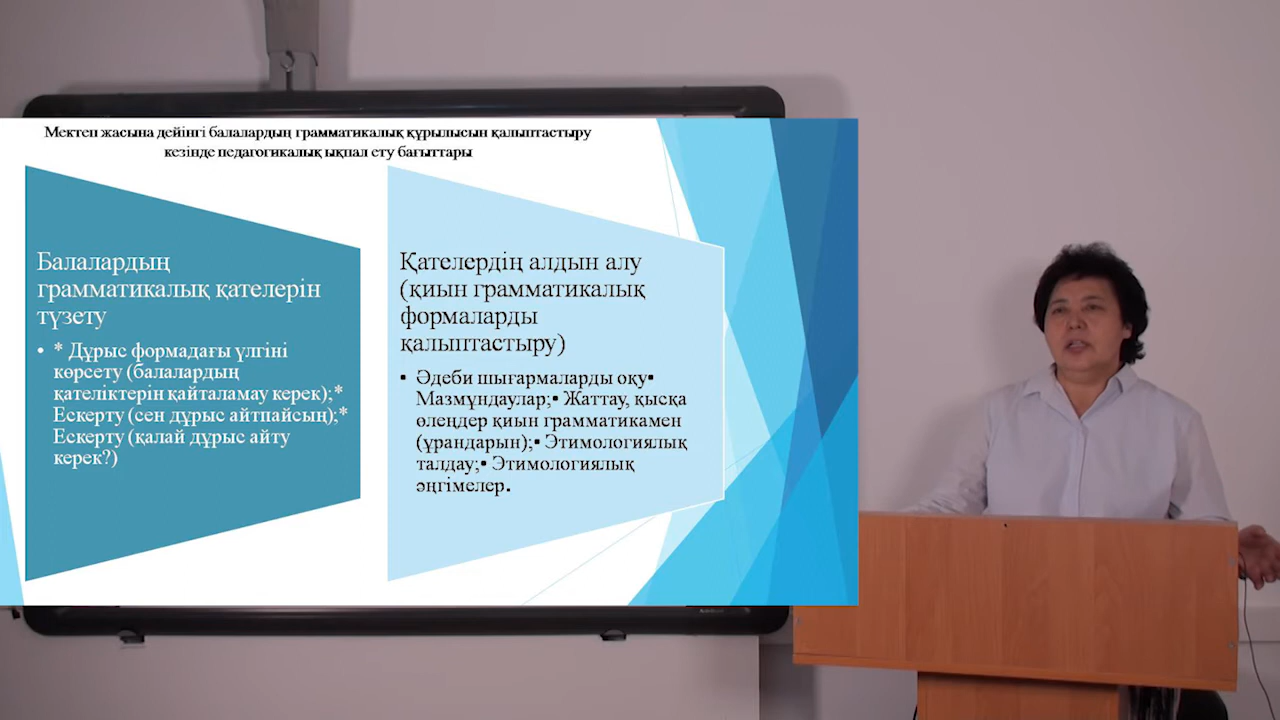 Мектеп жасына дейінгі балалардың грамматикалық құрылысын қалыптастыру
кезінде педагогикалық ықпал ету бағыттары
Балалардың
грамматикалық қателерін
түзету
• * Дұрыс формадағы үлгіні
көрсету (балалардың
қателіктерін қайталамау керек);*
Ескерту (сен дұрыс айтпайсың);*
Ескерту (қалай дұрыс айту
керек?)
Қателердің алдын алу
(қиын грамматикалық
формаларды
қалыптастыру)
▪ Әдеби шығармаларды оқу▪
Мазмұндаулар;▪ Жаттау, қысқа
өлеңдер қиын грамматикамен
(ұрандарын);▪ Этимологиялық
талдау;▪ Этимологиялық
әңгімелер.